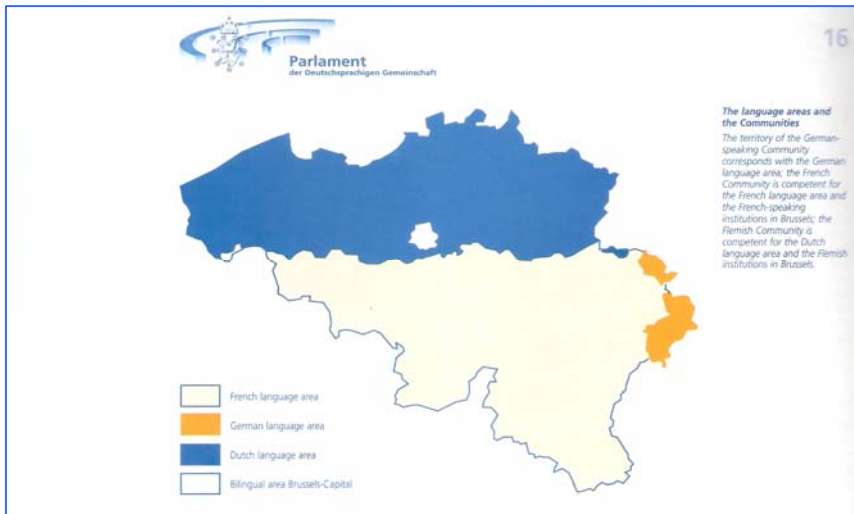 Parlament
der Deutschsprachigen Gemeinschaft
16
The language areas and
the Communities
The territory of the German-
speaking Community
corresponds with the German
language area; the French
Community is competent for
the French language area and
the French-speaking
institutions in Brussels; the
Flemish Community is
competent for the Dutch
language area and the Flemish
institutions in Brussels.
French language area
German language area
Dutch language area
Bilingual area Brussels-Capital